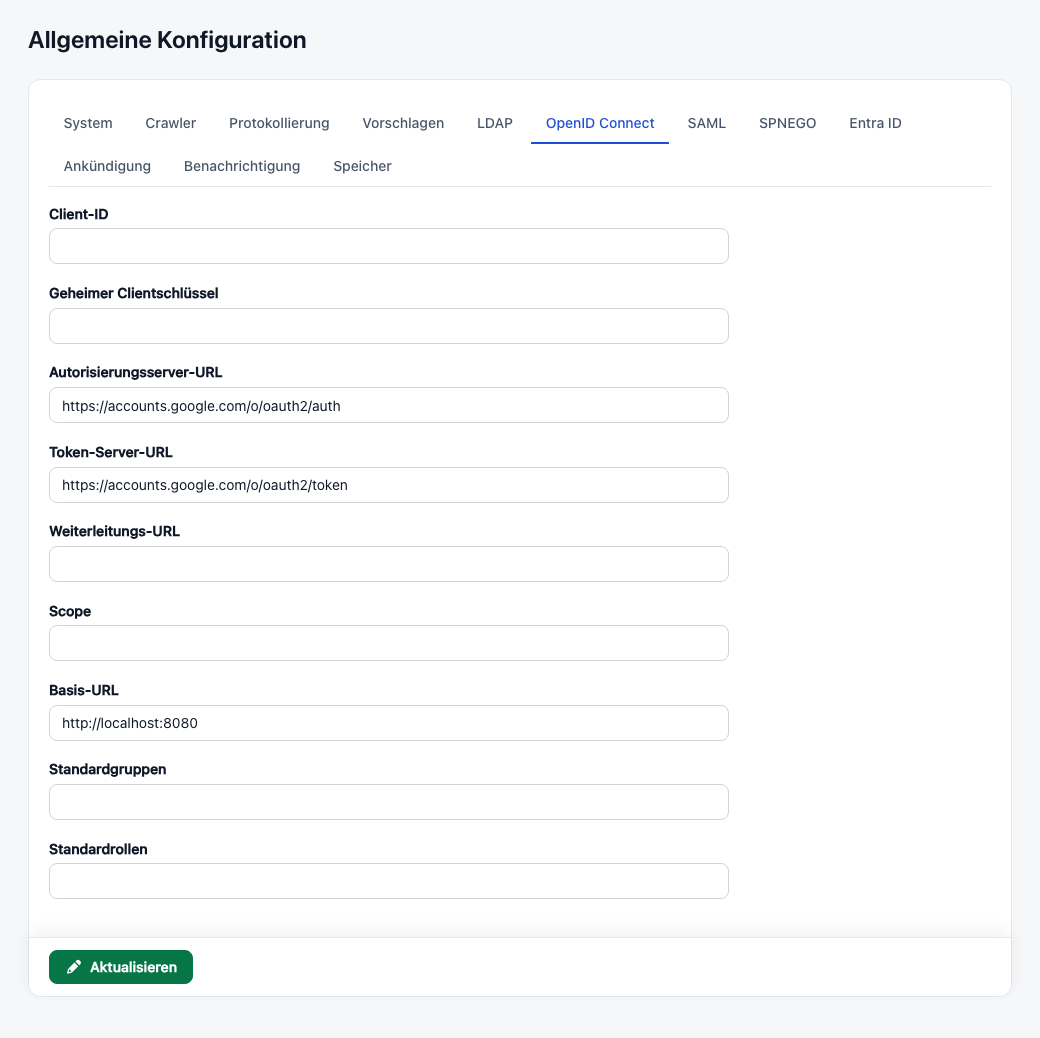 Allgemeine Konfiguration
System Crawler Protokollierung Vorschlagen LDAP OpenID Connect SAML SPNEGO Entra ID
Ankündigung Benachrichtigung Speicher
Client-ID
Geheimer Clientschlüssel
Autorisierungsserver-URL
https://accounts.google.com/o/oauth2/auth
Token-Server-URL
https://accounts.google.com/o/oauth2/token
Weiterleitungs-URL
Scope
Basis-URL
http://localhost:8080
Standardgruppen
Standardrollen
Aktualisieren